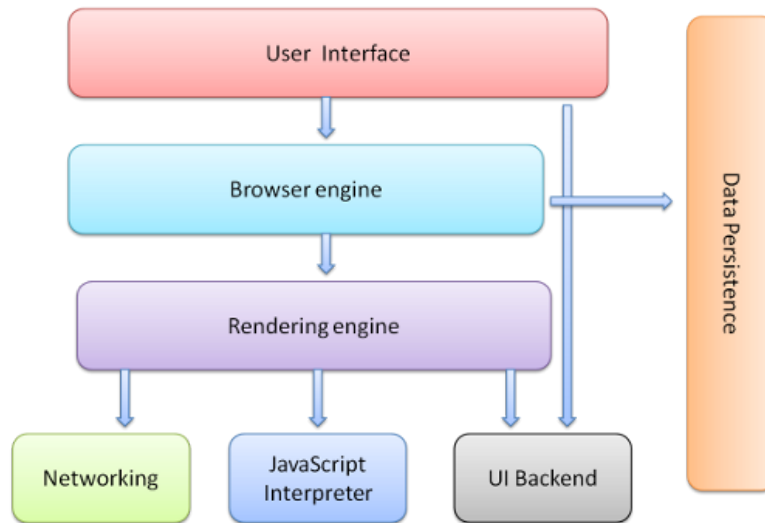 User Interface
Browser engine
Data Persistence
Rendering engine
Networking
JavaScript
Interpreter
UI Backend